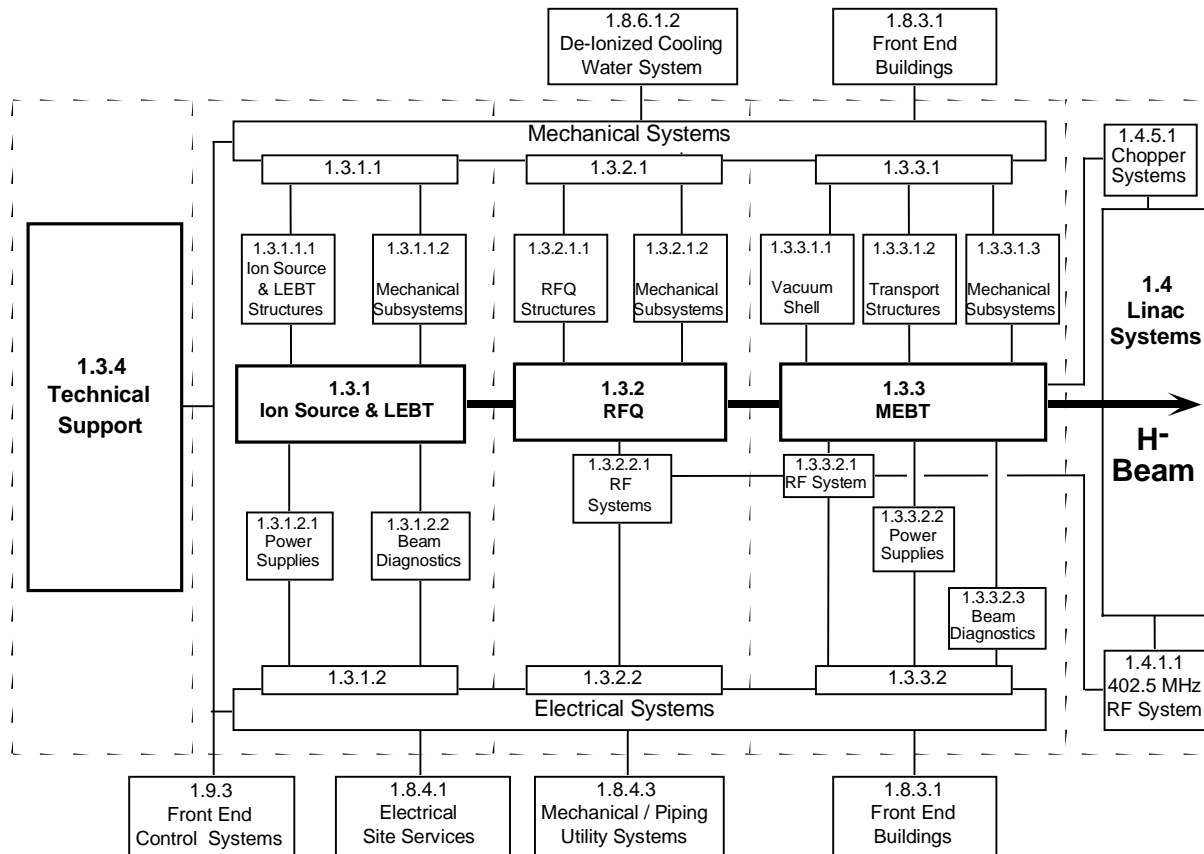 1.8.6.1.2
De-Ionized Cooling
Water System
1.8.3.1
Front End
Buildings
Mechanical Systems
1.3.1.1
1.3.2.1
1.3.3.1
1.4.5.1
Chopper
Systems
1.3.1.1.1
Ion Source
& LEBT
Structures
1.3.1.1.2
Mechanical
Subsystems
1.3.2.1.1
RFQ
Structures
1.3.2.1.2
Mechanical
Subsystems
1.3.3.1.1
Vacuum
Shell
1.3.3.1.2
Transport
Structures
1.3.3.1.3
Mechanical
Subsystems
1.4
Linac
Systems
1.3.4
Technical
Support
1.3.1
Ion Source & LEBT
1.3.2
RFQ
1.3.3
MEBT
H-
Beam
1.3.2.2.1
RF
Systems
1.3.3.2.1
RF System
1.3.1.2.1
Power
Supplies
1.3.1.2.2
Beam
Diagnostics
1.3.3.2.2
Power
Supplies
1.3.3.2.3
Beam
Diagnostics
1.3.1.2
1.3.2.2
1.3.3.2
1.4.1.1
402.5 MHz
RF System
Electrical Systems
1.9.3
Front End
Control Systems
1.8.4.1
Electrical
Site Services
1.8.4.3
Mechanical / Piping
Utility Systems
1.8.3.1
Front End
Buildings